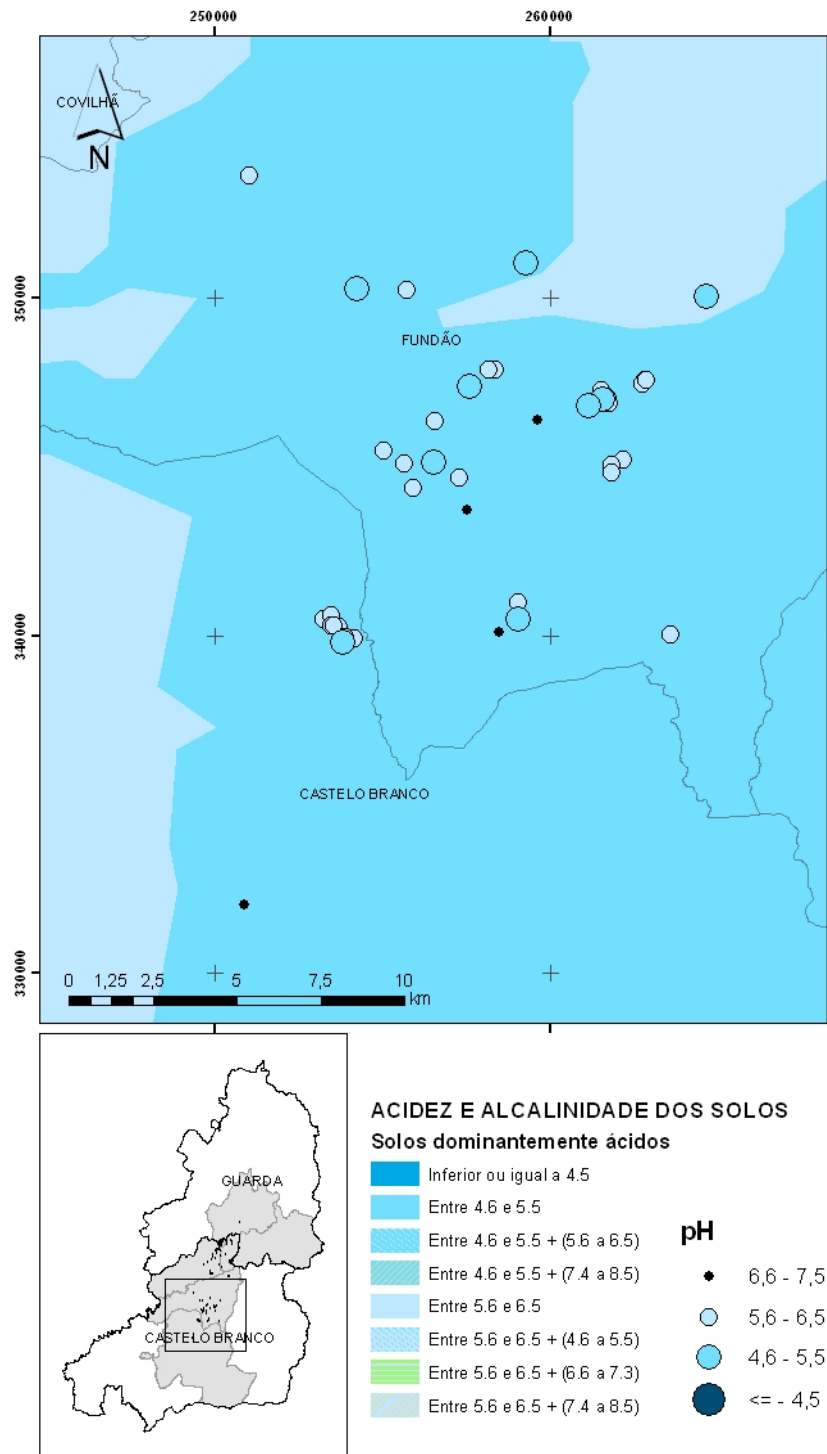 250000 260000
COVILHÃ
N
350000
FUNDÃO
340000
CASTELO BRANCO
330000
0 1,25 2,5 5 7,5 10
km
GUARDA
CASTELO BRANCO
ACIDEZ E ALCALINIDADE DOS SOLOS
Solos dominantemente ácidos
Inferior ou igual a 4.5
Entre 4.6 e 5.5
Entre 4.6 e 5.5 + (5.6 a 6.5)
Entre 4.6 e 5.5 + (7.4 a 8.5)
Entre 5.6 e 6.5
Entre 5.6 e 6.5 + (4.6 a 5.5)
Entre 5.6 e 6.5 + (6.6 a 7.3)
Entre 5.6 e 6.5 + (7.4 a 8.5)
pH
6,6 - 7,5
5,6 - 6,5
4,6 - 5,5
<= - 4,5